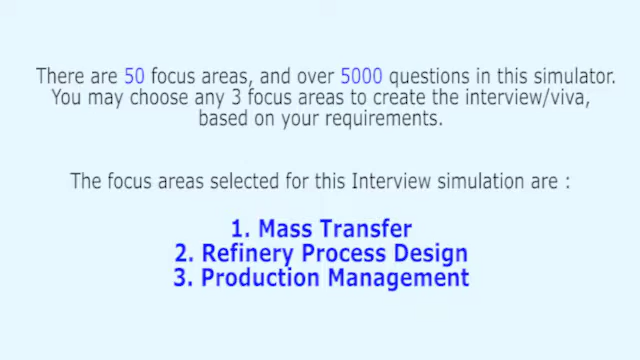 There are 50 focus areas, and over 5000 questions in this simulator.
You may choose any 3 focus areas to create the interview/viva,
based on your requirements.
The focus areas selected for this Interview simulation are :
1. Mass Transfer
2. Refinery Process Design
3. Production Management